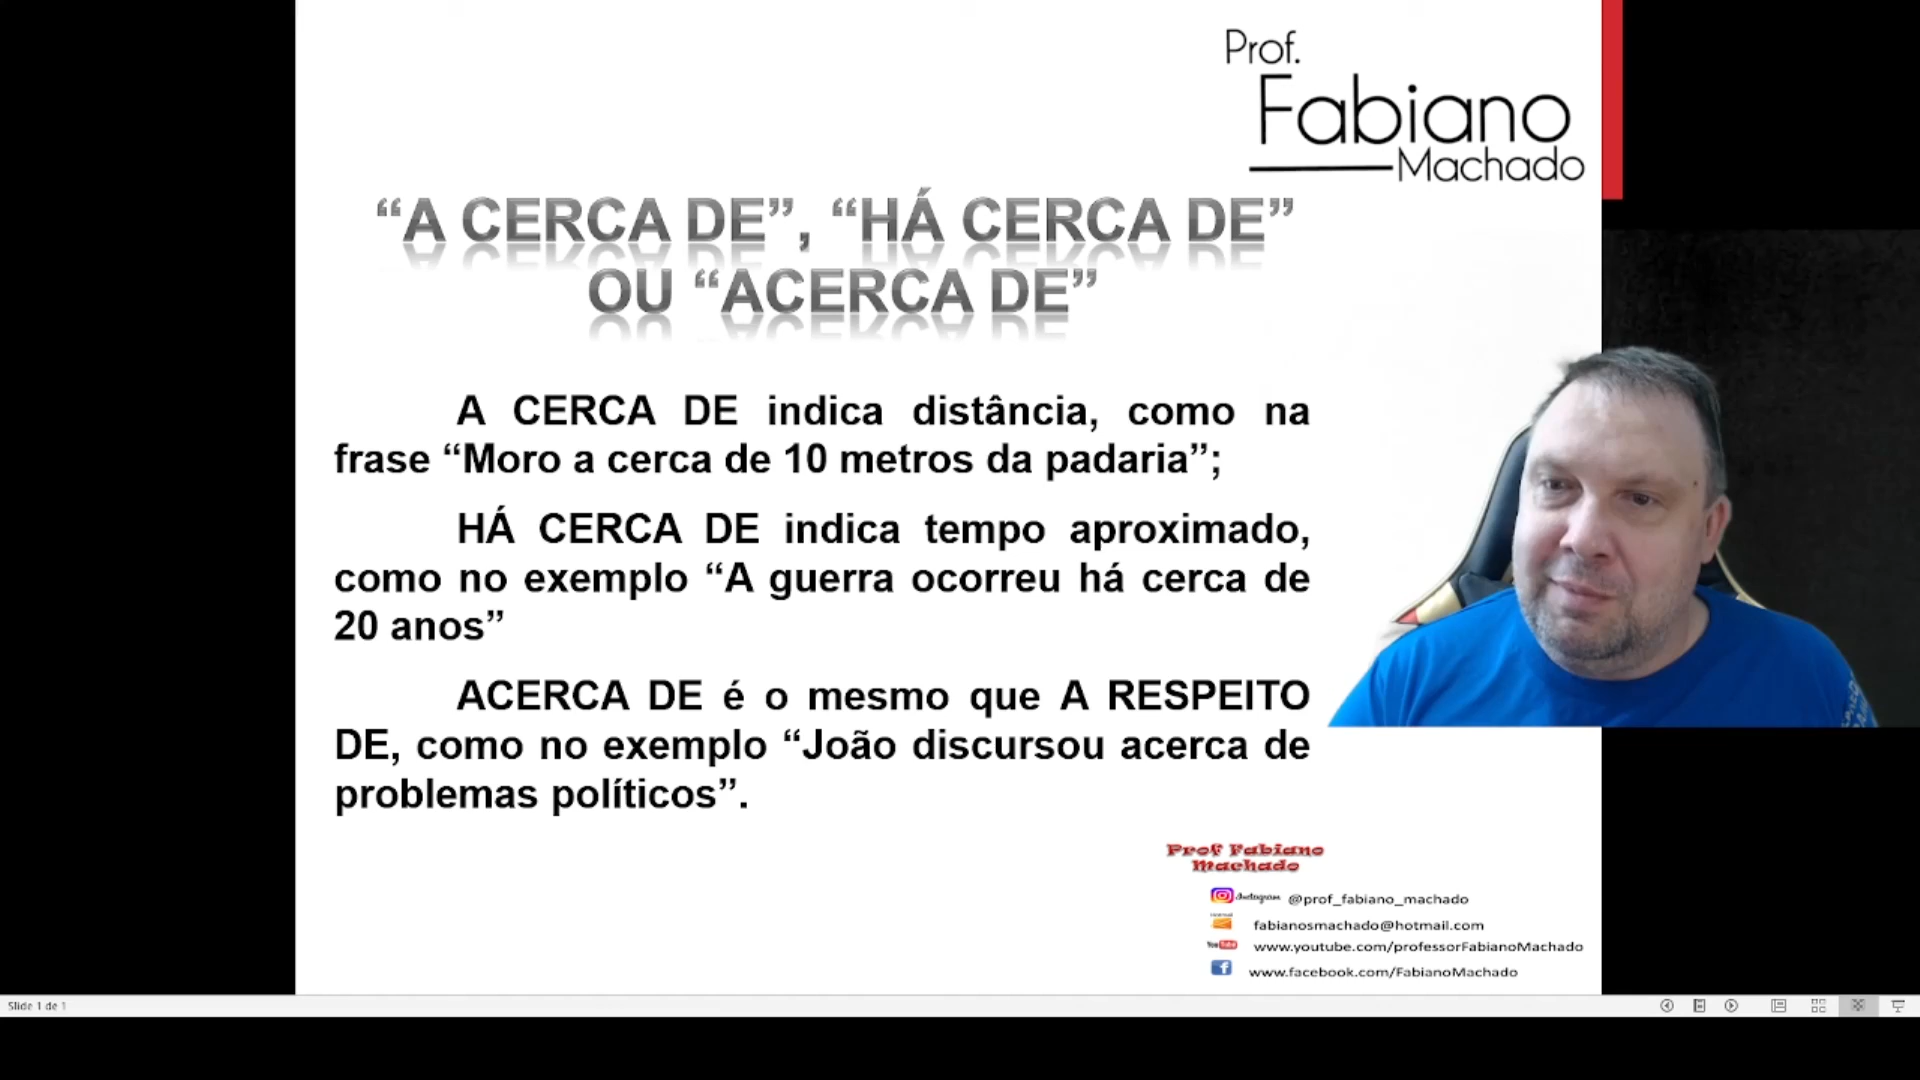 Prof.
Fabiano
Machado
“A CERCA DE”, “HÁ CERCA DE”
OU “ACERCA DE”
A CERCA DE indica distância, como na
frase “Moro a cerca de 10 metros da padaria”;
HÁ CERCA DE indica tempo aproximado,
como no exemplo “A guerra ocorreu há cerca de
20 anos”
ACERCA DE é o mesmo que A RESPEITO
DE, como no exemplo “João discursou acerca de
problemas políticos”.
Prof Fabiano
Machado
Instagram @prof_fabiano_machado
fabianosmachado@hotmail.com
YouTube www.youtube.com/professorFabianoMachado
www.facebook.com/FabianoMachado
Slide 1 de 1